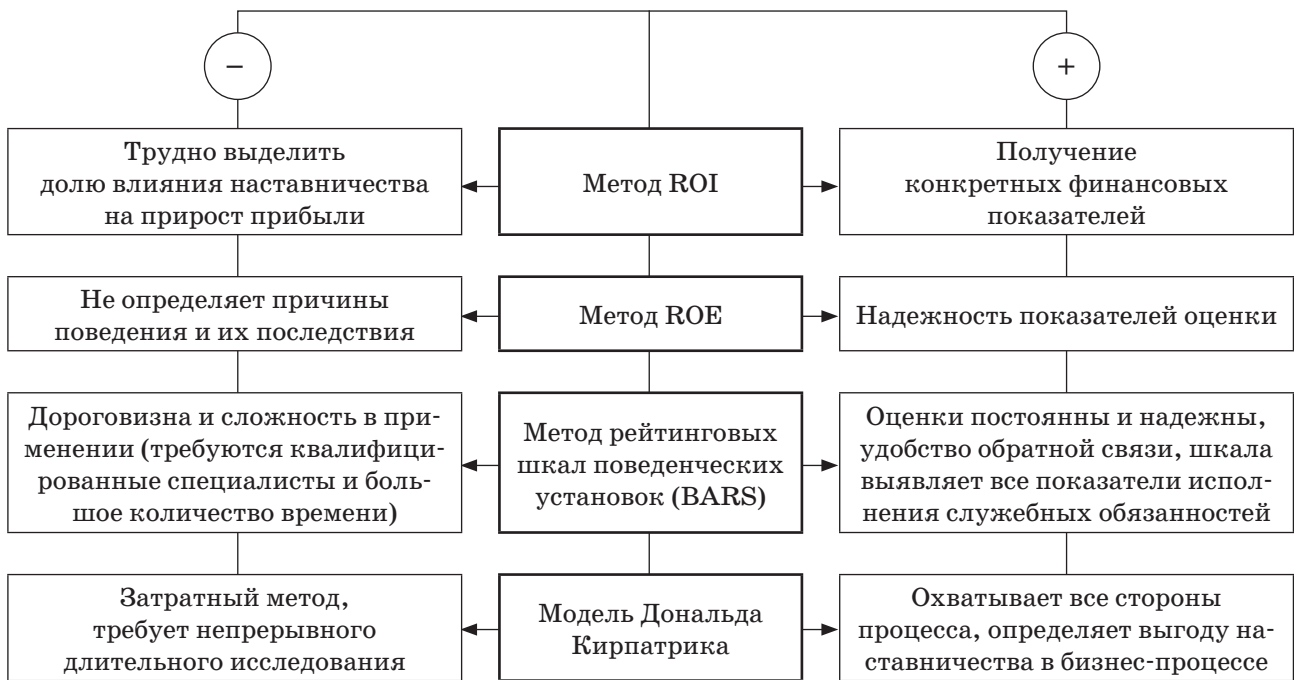 −
+
Трудно выделить
долю влияния наставничества
на прирост прибыли
Метод ROI
Получение
конкретных финансовых
показателей
Не определяет причины
поведения и их последствия
Метод ROE
Надежность показателей оценки
Дороговизна и сложность в при-
менении (требуются квалифици-
рованные специалисты и боль-
шое количество времени)
Метод рейтинговых
шкал поведенческих
установок (BARS)
Оценки постоянны и надежны,
удобство обратной связи, шкала
выявляет все показатели испол-
нения служебных обязанностей
Затратный метод,
требует непрерывного
длительного исследования
Модель Дональда
Кирпатрика
Охватывает все стороны
процесса, определяет выгоду на-
ставничества в бизнес-процессе